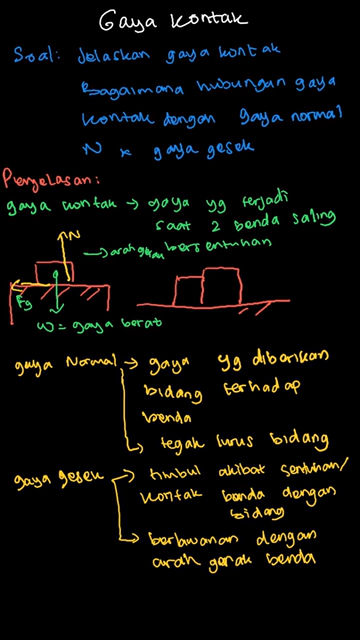 Gaya Kontak
Soal: Jelaskan gaya kontak
Bagaimana hubungan gaya
kontak dengan gaya normal
N x gaya gesek
Penjelasan:
gaya kontak → gaya yg terjadi
saat 2 benda saling
bersentuhan
N
→ arah gerak
Fg
W = gaya berat
gaya Normal → gaya yg diberikan
bidang terhadap
benda
→ tegak lurus bidang
gaya gesek → timbul akibat sentuhan/
kontak benda dengan
bidang
→ berlawanan dengan
arah gerak benda